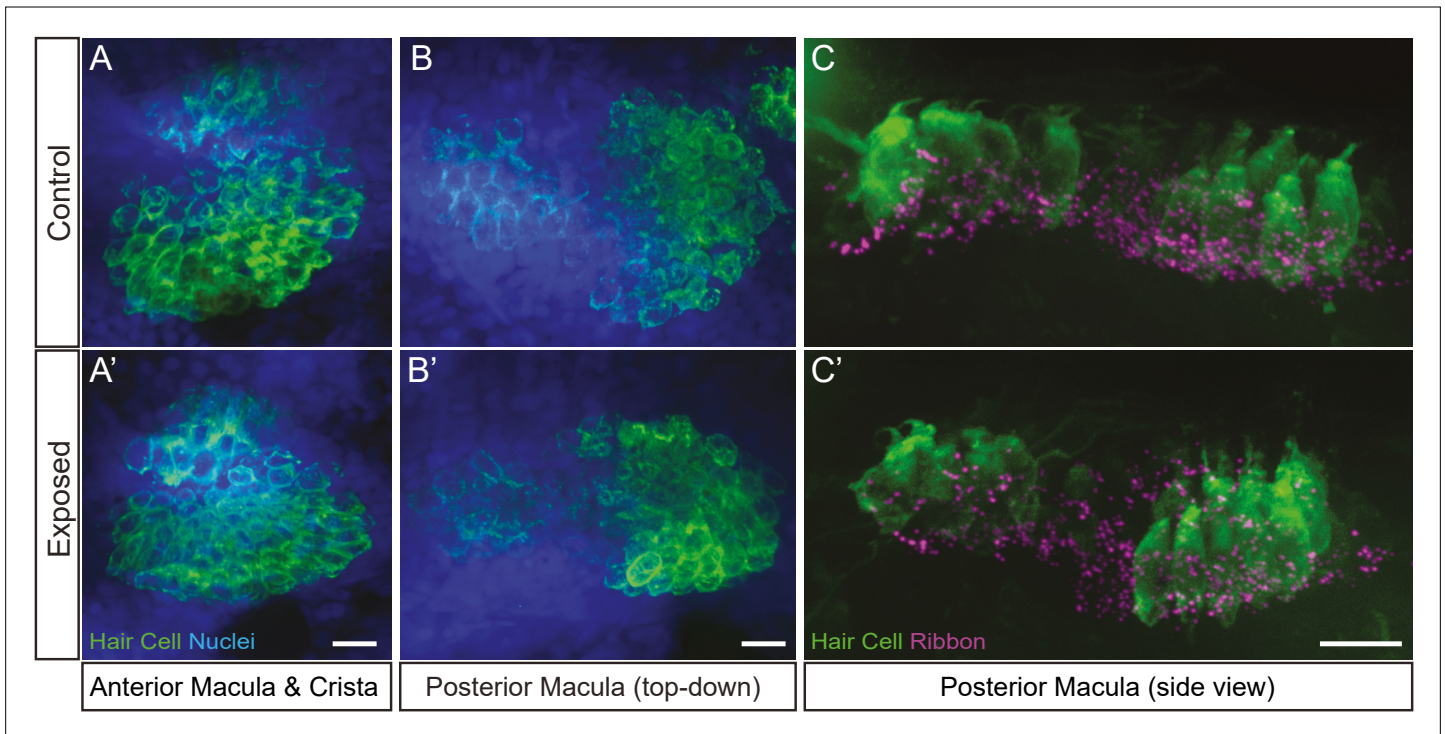 Control
A
B
C
Exposed
A’
B’
C’
Hair Cell Nuclei
Hair Cell Ribbon
Anterior Macula & Crista
Posterior Macula (top-down)
Posterior Macula (side view)